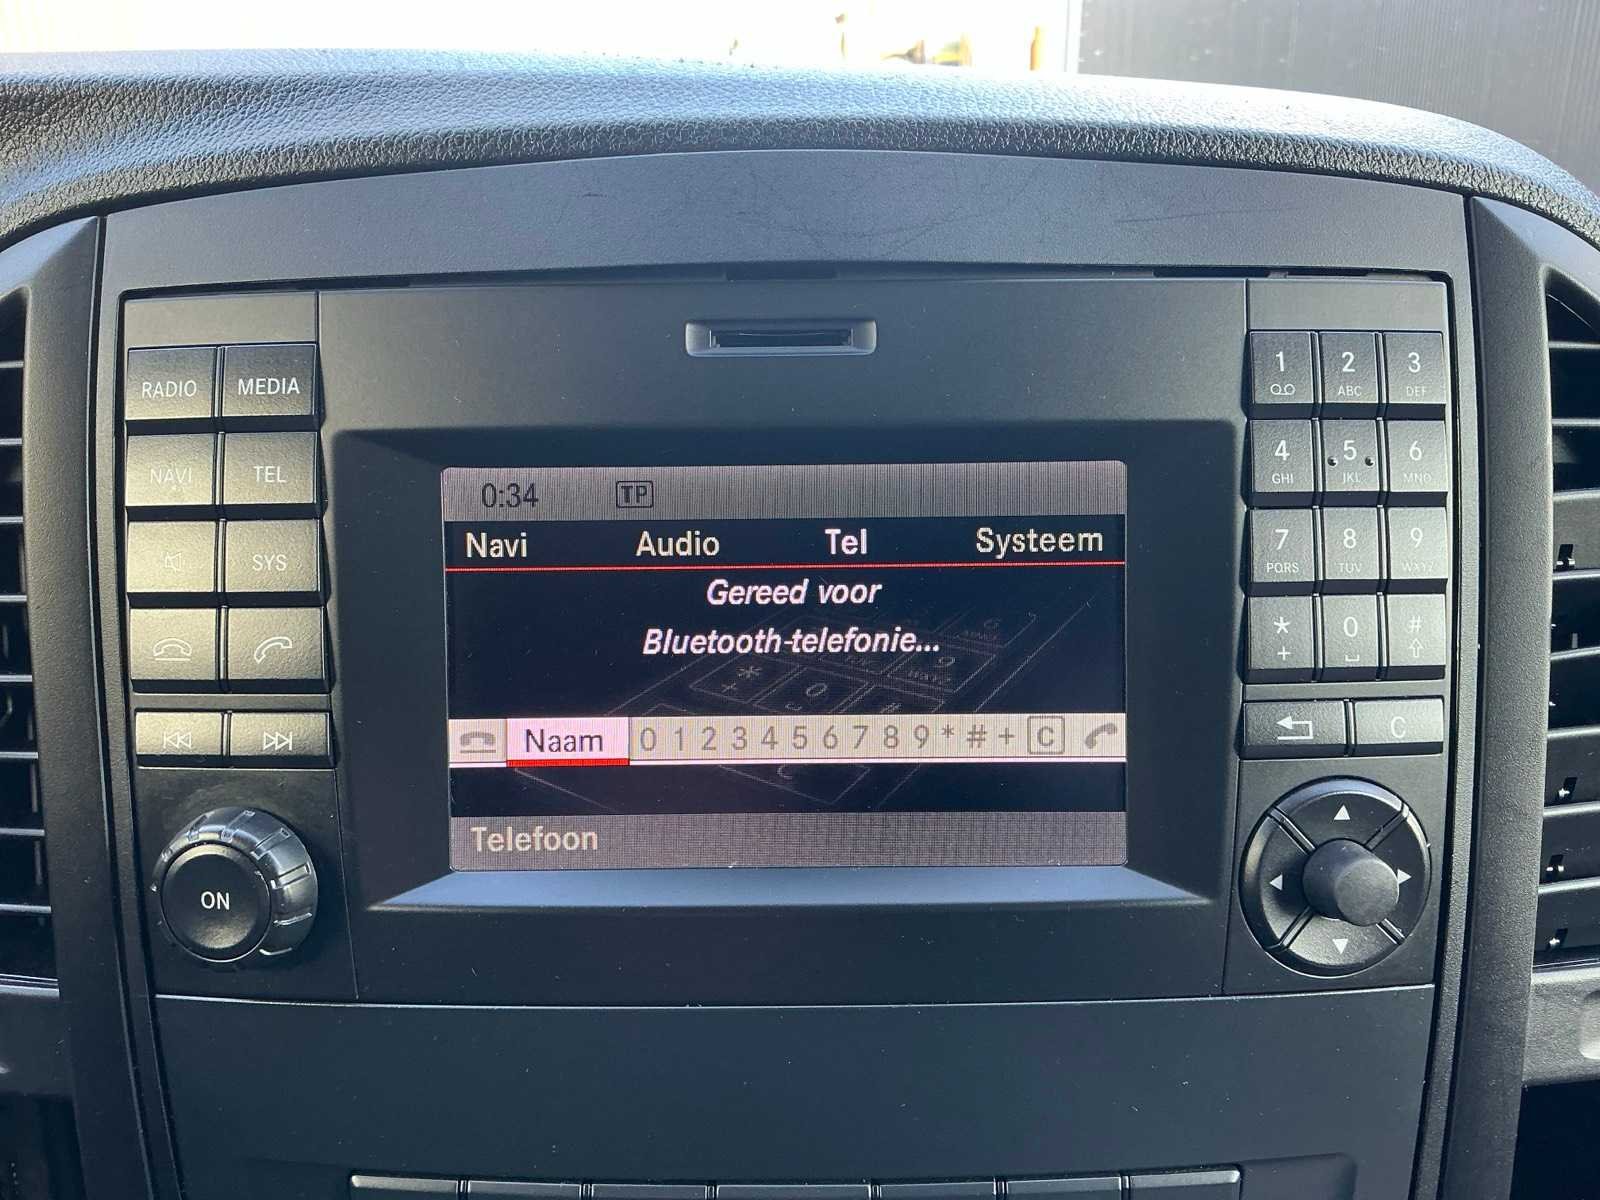 RADIO MEDIA
NAVI TEL
SYS
ON
0:34 TP
Navi Audio Tel Systeem
Gereed voor
Bluetooth-telefonie...
Naam 0 1 2 3 4 5 6 7 8 9 * # + C
Telefoon
1 2 3
ABC DEF
4 5 6
GHI JKL MNO
7 8 9
PQRS TUV WXYZ
* 0 #
+
C